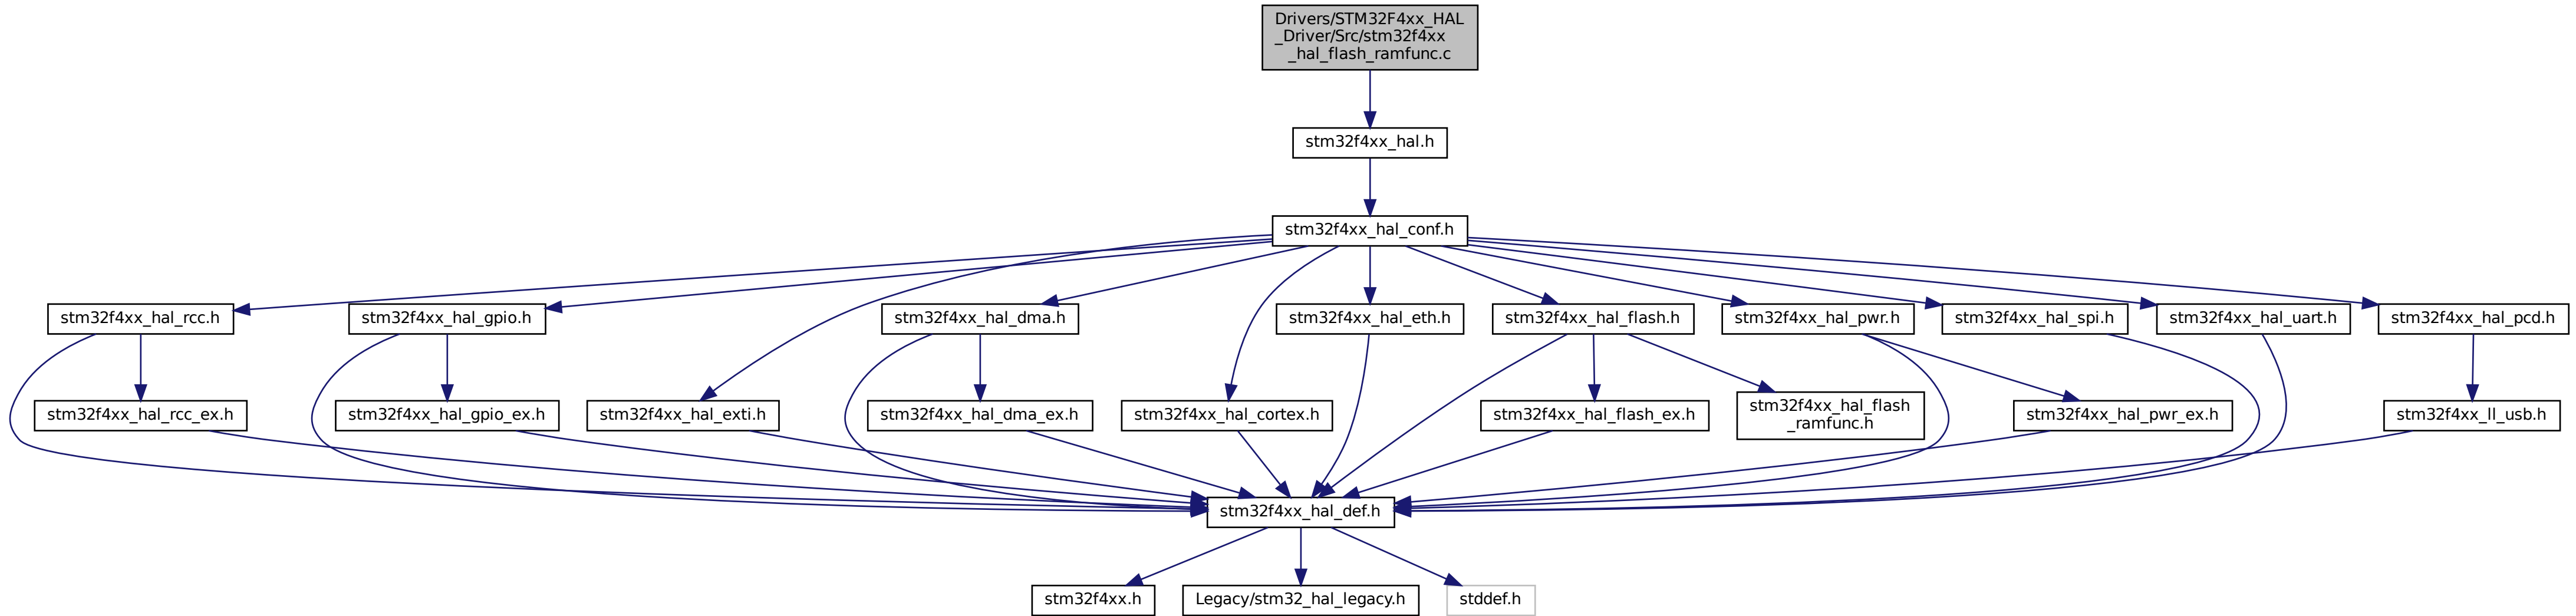 Drivers/STM32F4xx_HAL
_Driver/Src/stm32f4xx
_hal_flash_ramfunc.c
stm32f4xx_hal.h
stm32f4xx_hal_conf.h
stm32f4xx_hal_rcc.h
stm32f4xx_hal_gpio.h
stm32f4xx_hal_dma.h
stm32f4xx_hal_eth.h
stm32f4xx_hal_flash.h
stm32f4xx_hal_pwr.h
stm32f4xx_hal_spi.h
stm32f4xx_hal_uart.h
stm32f4xx_hal_pcd.h
stm32f4xx_hal_rcc_ex.h
stm32f4xx_hal_gpio_ex.h
stm32f4xx_hal_exti.h
stm32f4xx_hal_dma_ex.h
stm32f4xx_hal_cortex.h
stm32f4xx_hal_flash_ex.h
stm32f4xx_hal_flash
_ramfunc.h
stm32f4xx_hal_pwr_ex.h
stm32f4xx_ll_usb.h
stm32f4xx_hal_def.h
stm32f4xx.h
Legacy/stm32_hal_legacy.h
stddef.h